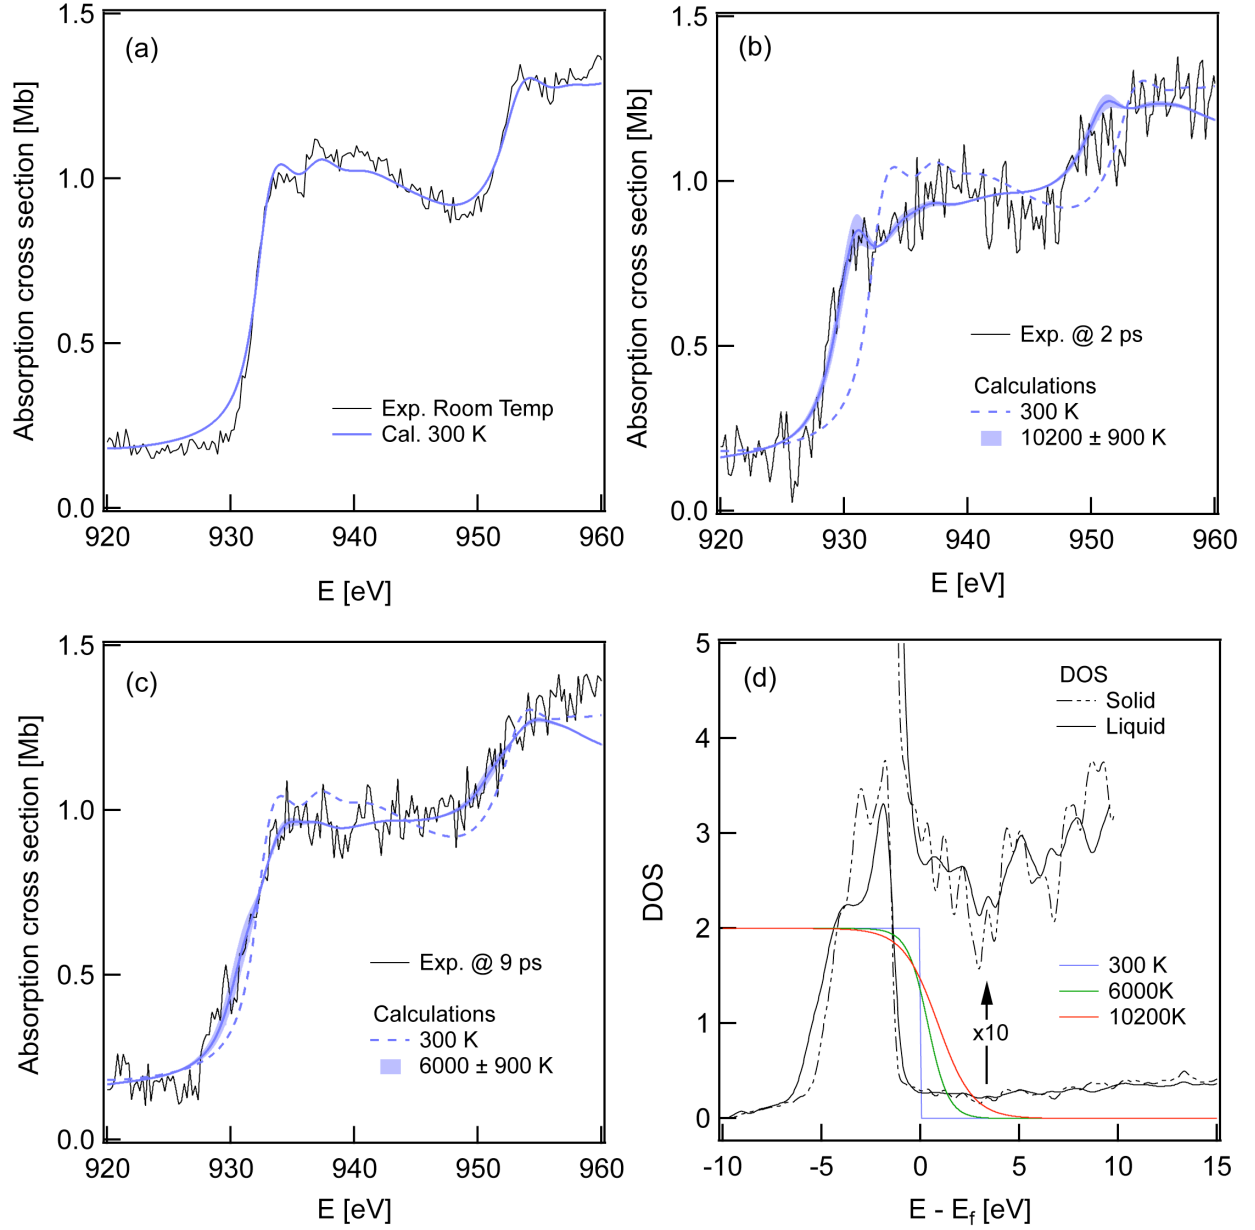 (a)
Absorption cross section [Mb]
1.5
1.0
0.5
0.0
Exp. Room Temp
Cal. 300 K
920 930 940 950 960
E [eV]
(b)
Absorption cross section [Mb]
1.5
1.0
0.5
0.0
Exp. @ 2 ps
Calculations
300 K
10200 ± 900 K
920 930 940 950 960
E [eV]
(c)
Absorption cross section [Mb]
1.5
1.0
0.5
0.0
Exp. @ 9 ps
Calculations
300 K
6000 ± 900 K
920 930 940 950 960
E [eV]
(d)
DOS
5
4
3
2
1
0
DOS
Solid
Liquid
300 K
6000K
10200K
x10
-10 -5 0 5 10 15
E - Ef [eV]